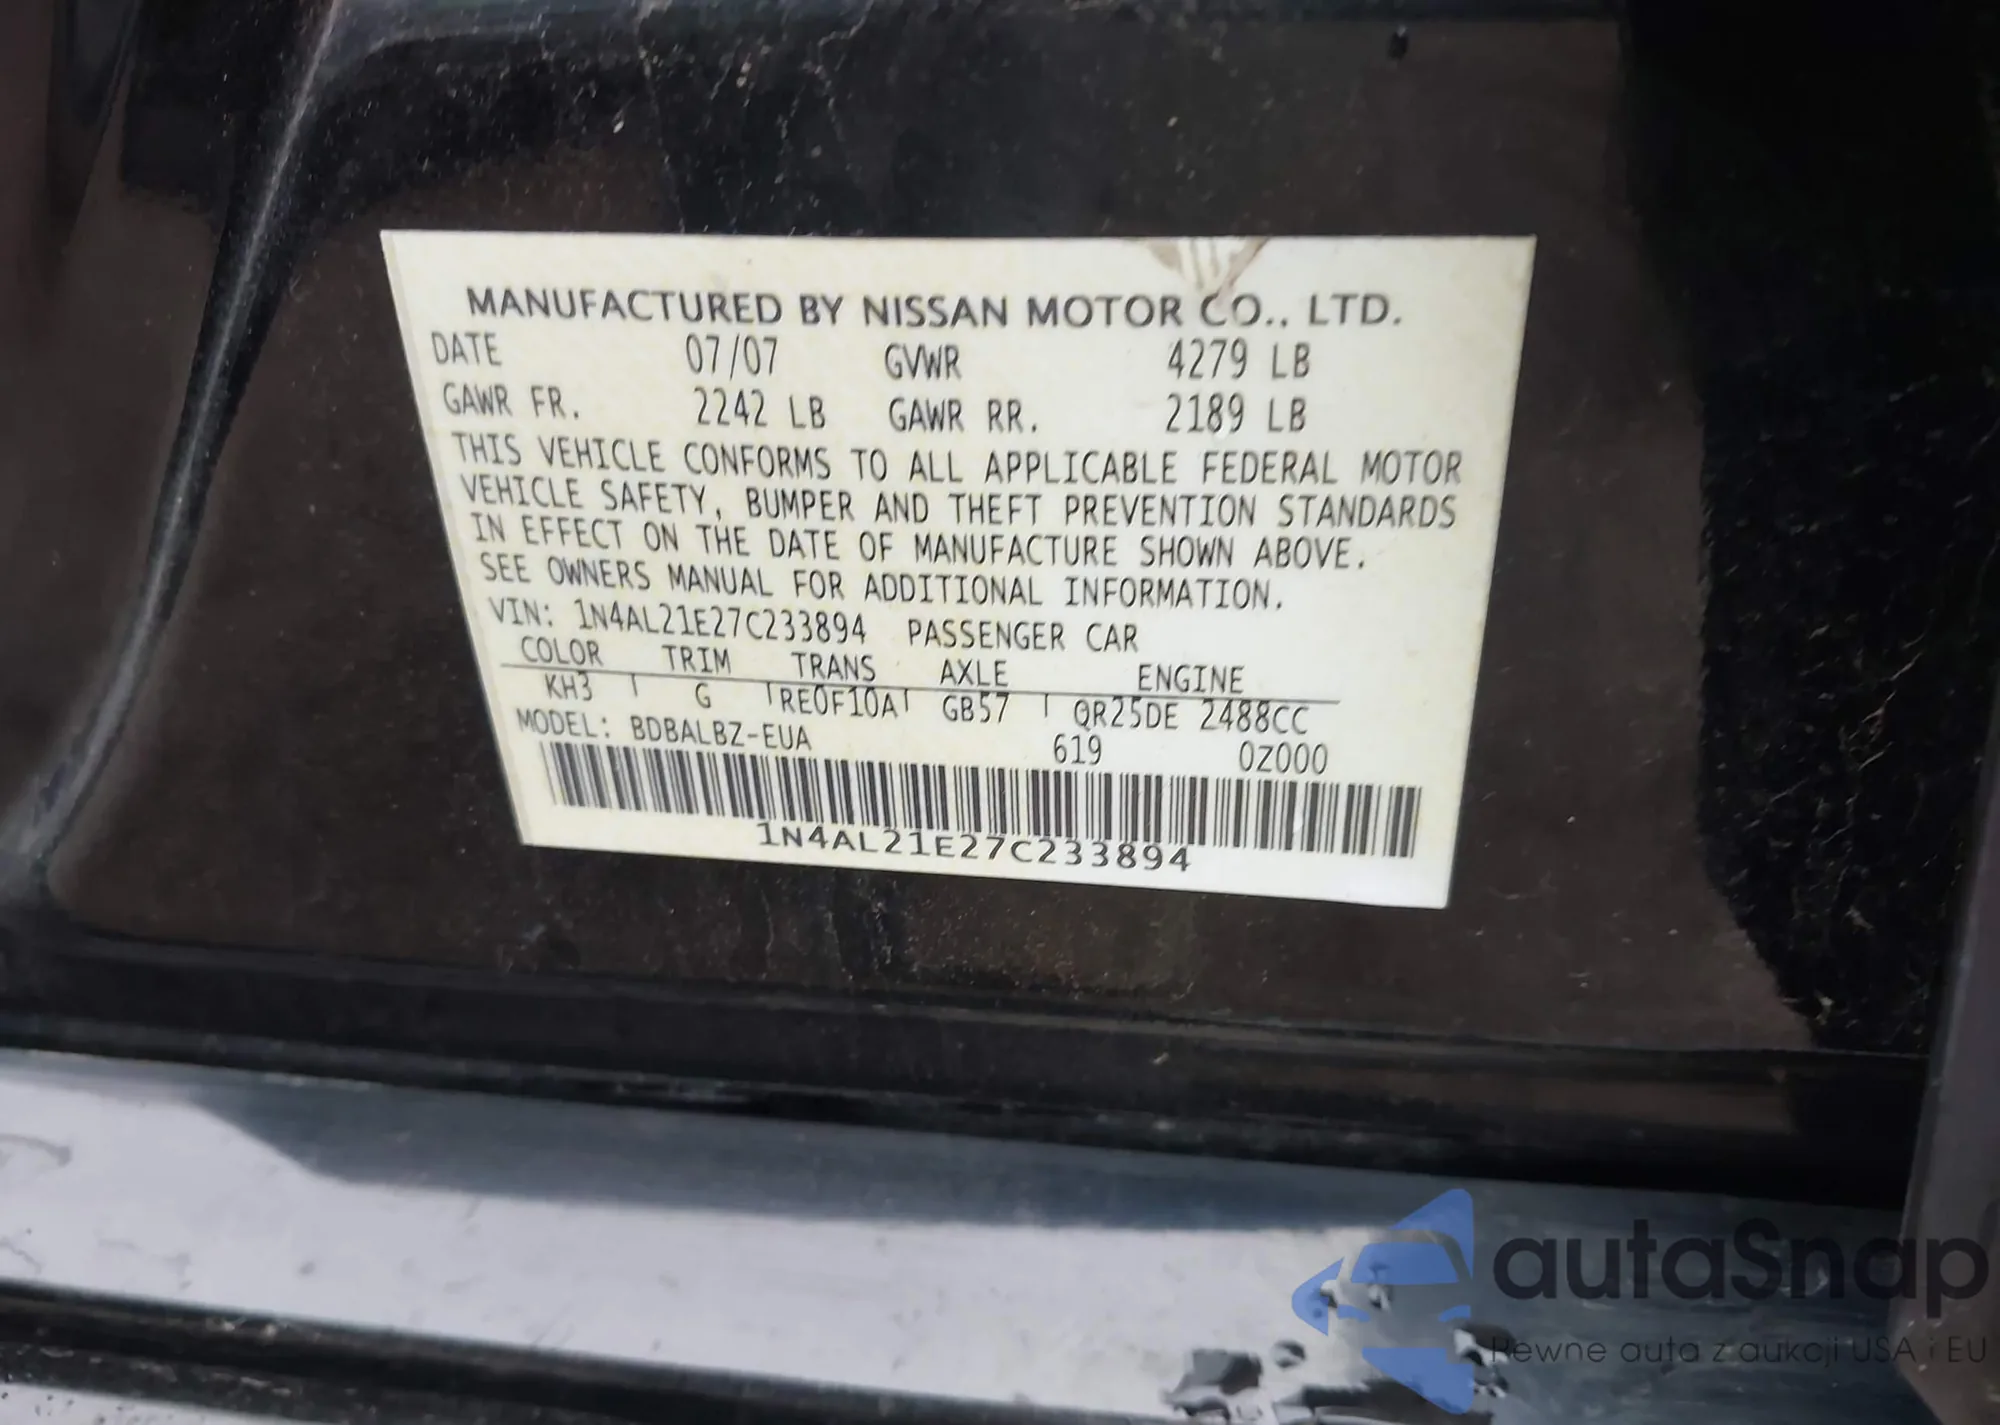 MANUFACTURED BY NISSAN MOTOR CO., LTD.
DATE 07/07 GVWR 4279 LB
GAWR FR. 2242 LB GAWR RR. 2189 LB
THIS VEHICLE CONFORMS TO ALL APPLICABLE FEDERAL MOTOR
VEHICLE SAFETY, BUMPER AND THEFT PREVENTION STANDARDS
IN EFFECT ON THE DATE OF MANUFACTURE SHOWN ABOVE.
SEE OWNERS MANUAL FOR ADDITIONAL INFORMATION.
VIN: 1N4AL21E27C233894 PASSENGER CAR
COLOR TRIM TRANS AXLE ENGINE
KH3 G RE0F10A GB57 QR25DE 2488CC
MODEL: BDBALBZ-EUA 619 0Z000
1N4AL21E27C233894
autaSnap
Pewne auta z aukcji USA i EU